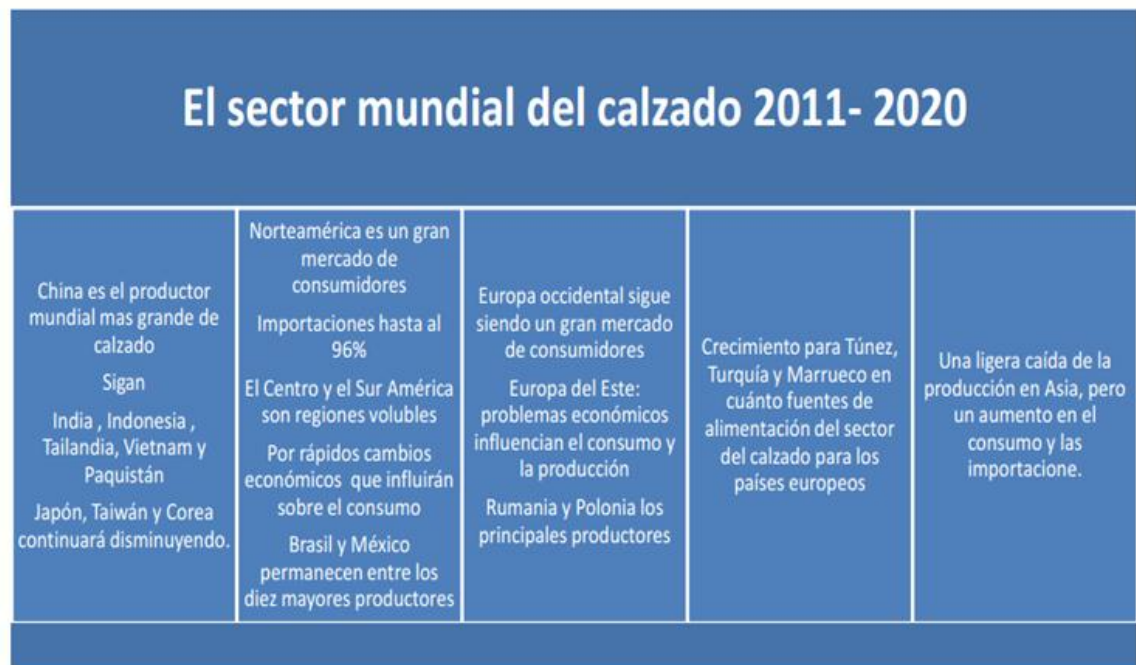 El sector mundial del calzado 2011- 2020
China es el productor
mundial mas grande de
calzado
Sigan
India , Indonesia ,
Tailandia, Vietnam y
Paquistán
Japón, Taiwán y Corea
continuará disminuyendo.
Norteamérica es un gran
mercado de
consumidores
Importaciones hasta al
96%
El Centro y el Sur América
son regiones volubles
Por rápidos cambios
económicos que influirán
sobre el consumo
Brasil y México
permanecen entre los
diez mayores productores
Europa occidental sigue
siendo un gran mercado
de consumidores
Europa del Este:
problemas económicos
influencian el consumo y
la producción
Rumania y Polonia los
principales productores
Crecimiento para Túnez,
Turquía y Marrueco en
cuánto fuentes de
alimentación del sector
del calzado para los
países europeos
Una ligera caída de la
producción en Asia, pero
un aumento en el
consumo y las
importacione.